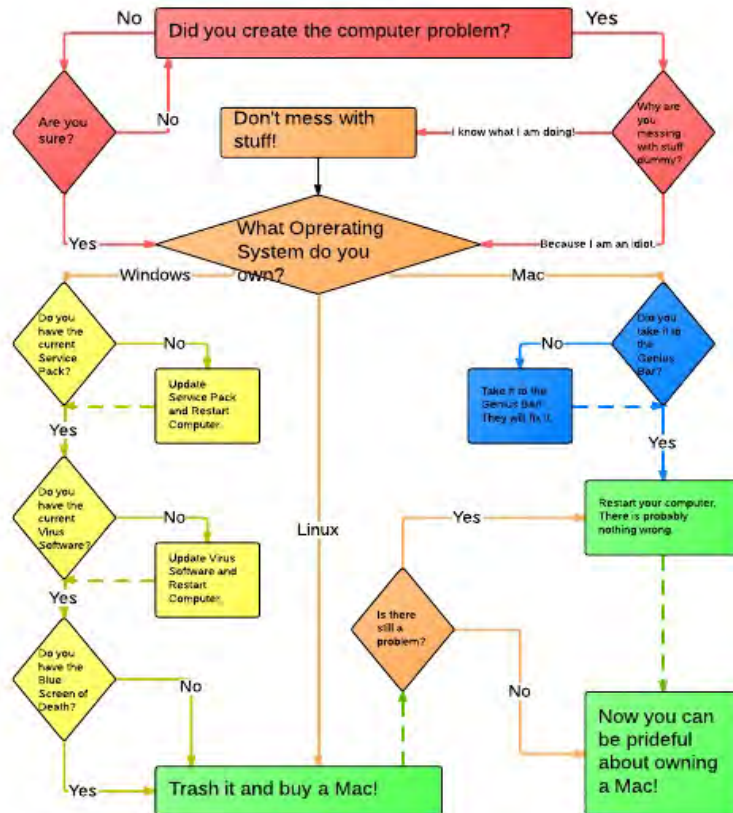 No
Did you create the computer problem?
Yes
Are you
sure?
No
Don't mess with
stuff!
I know what I am doing!
Why are
you
messing
with stuff
dummy?
Yes
What Oprerating
System do you
own?
Because I am an idiot.
Windows
Mac
Do you
have the
current
Service
Pack?
No
Update
Service Pack
and Restart
Computer.
Yes
Did you
take it to
the
Genius
Bar?
No
Take it to the
Genius Bar!
They will fix it.
Yes
Do you
have the
current
Virus
Software?
No
Update Virus
Software and
Restart
Computer.
Yes
Linux
Yes
Restart your computer.
There is probably
nothing wrong.
Is there
still a
problem?
No
Do you
have the
Blue
Screen of
Death?
No
Yes
Trash it and buy a Mac!
Now you can
be prideful
about owning
a Mac!